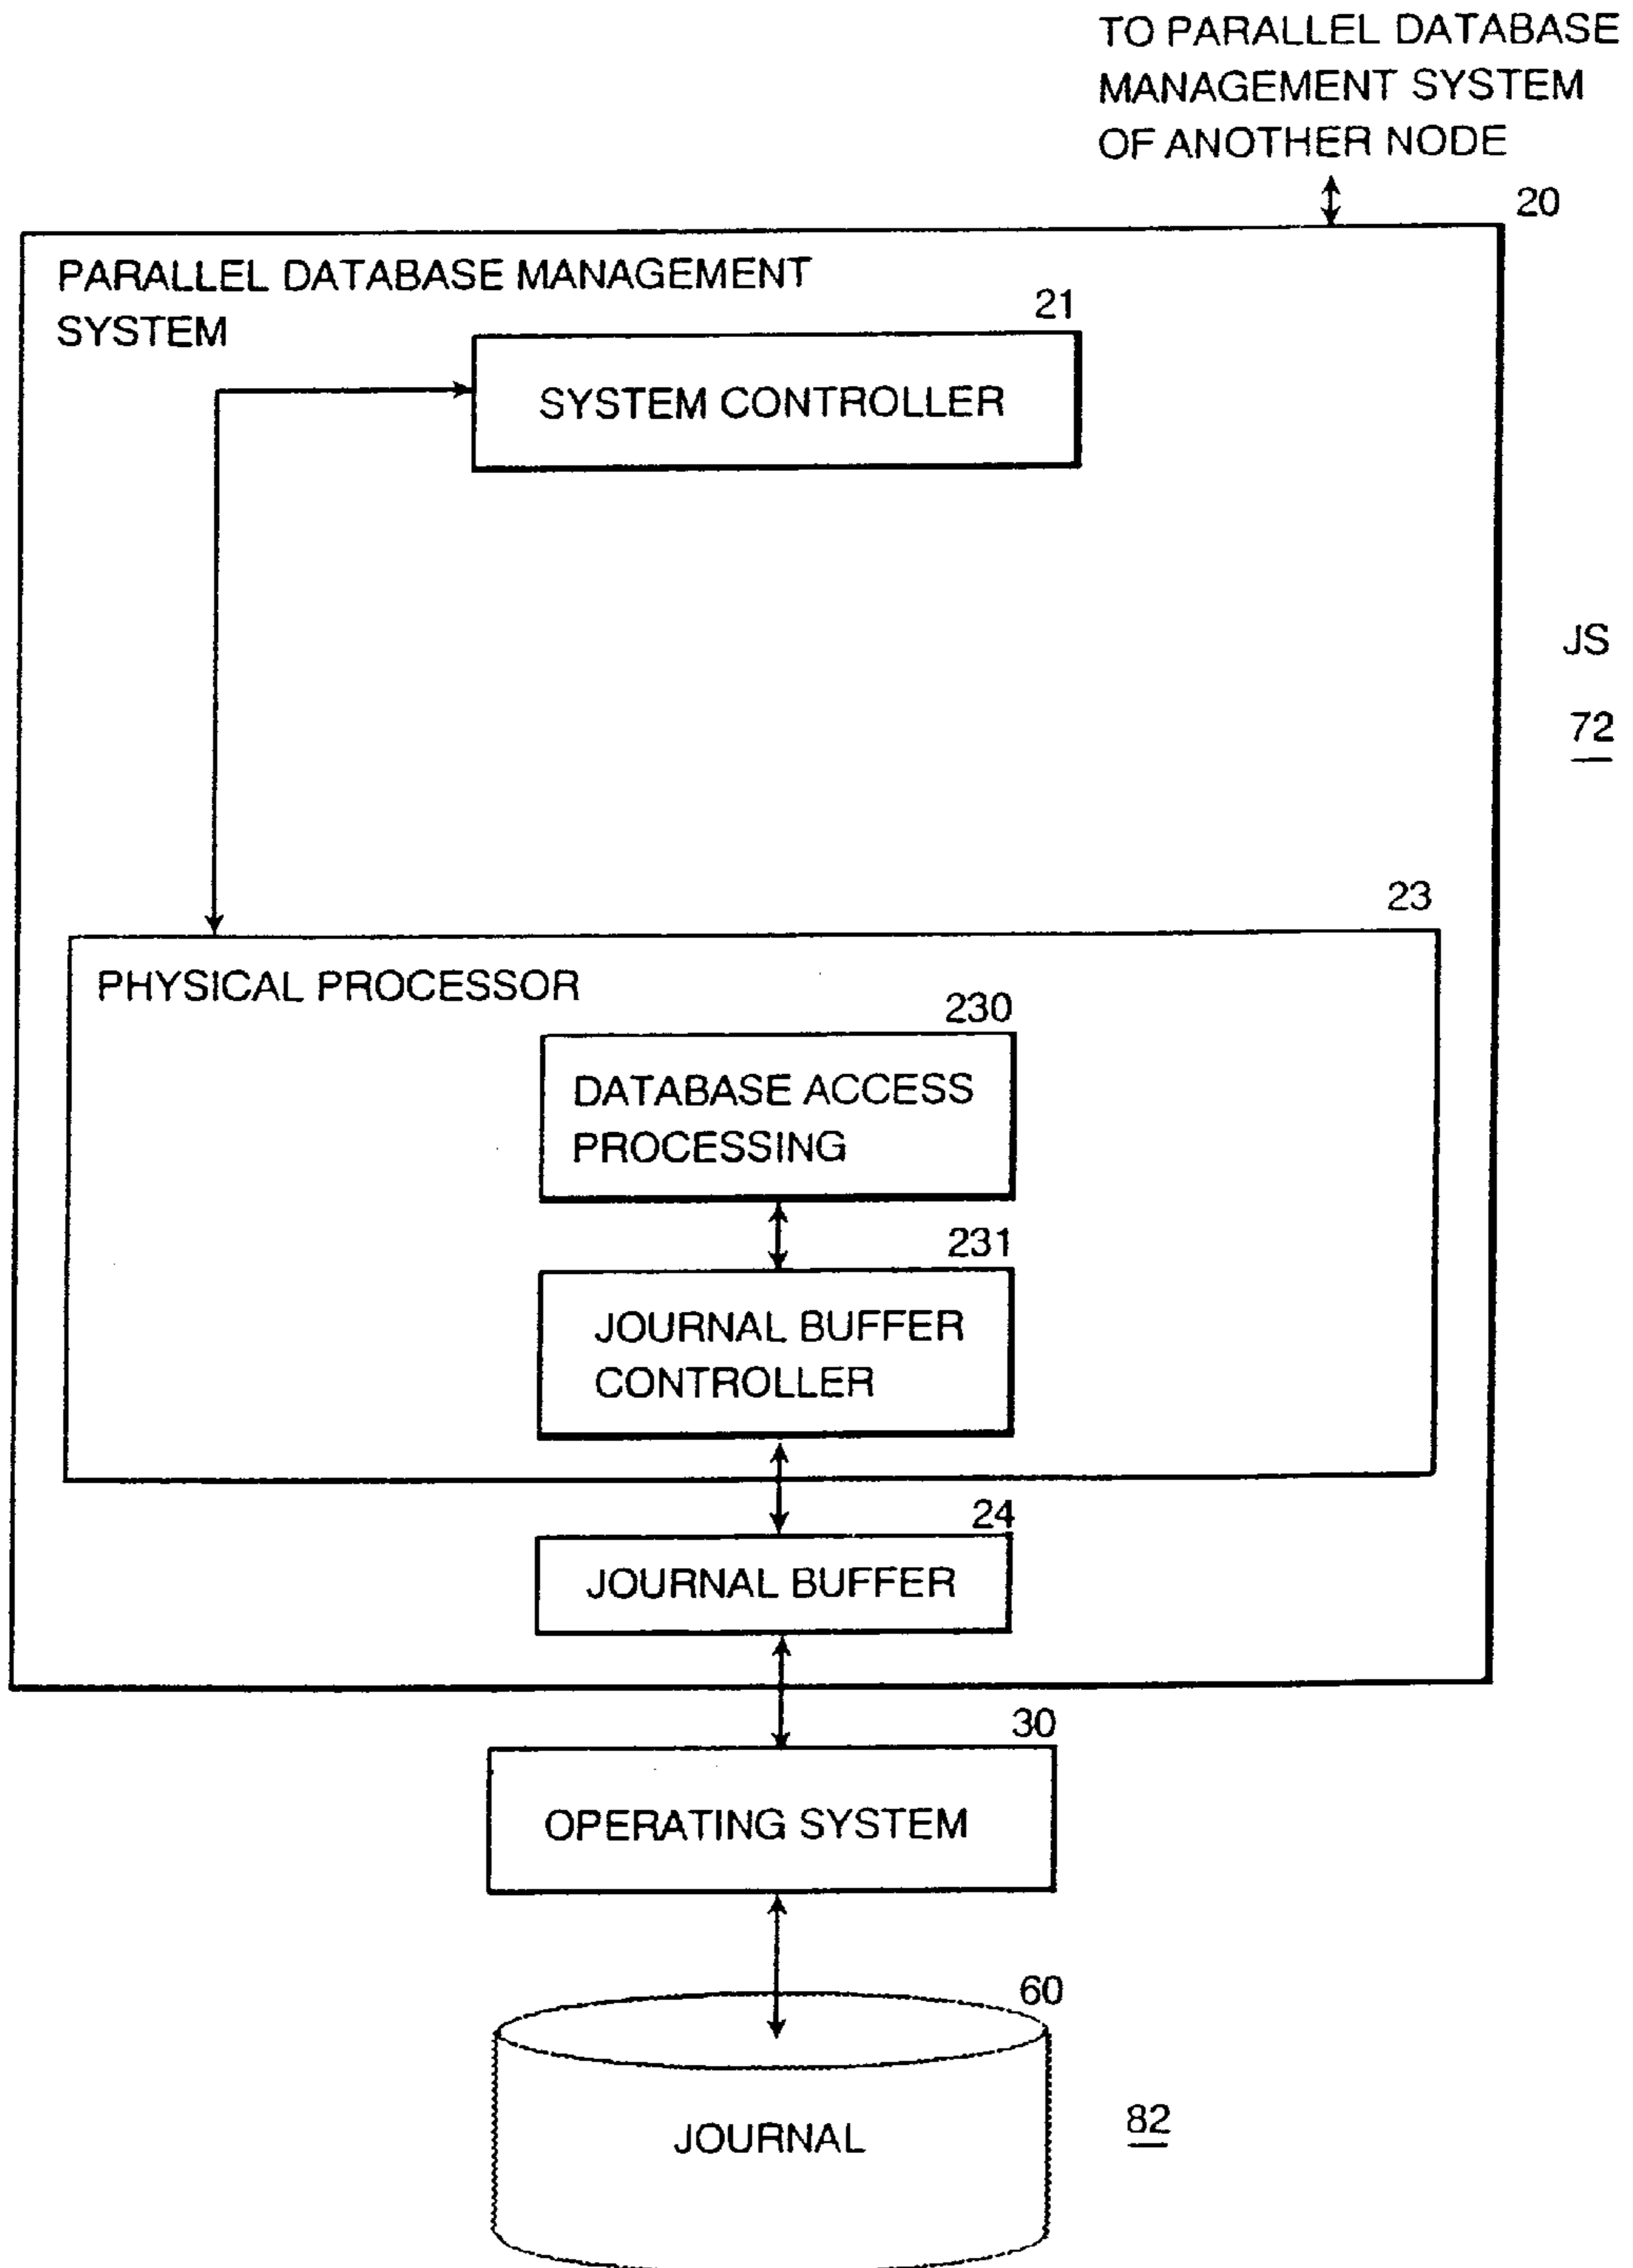 TO PARALLEL DATABASE
MANAGEMENT SYSTEM
OF ANOTHER NODE
20
PARALLEL DATABASE MANAGEMENT
SYSTEM
21
SYSTEM CONTROLLER
JS
72
23
PHYSICAL PROCESSOR
230
DATABASE ACCESS
PROCESSING
231
JOURNAL BUFFER
CONTROLLER
24
JOURNAL BUFFER
30
OPERATING SYSTEM
60
JOURNAL
82